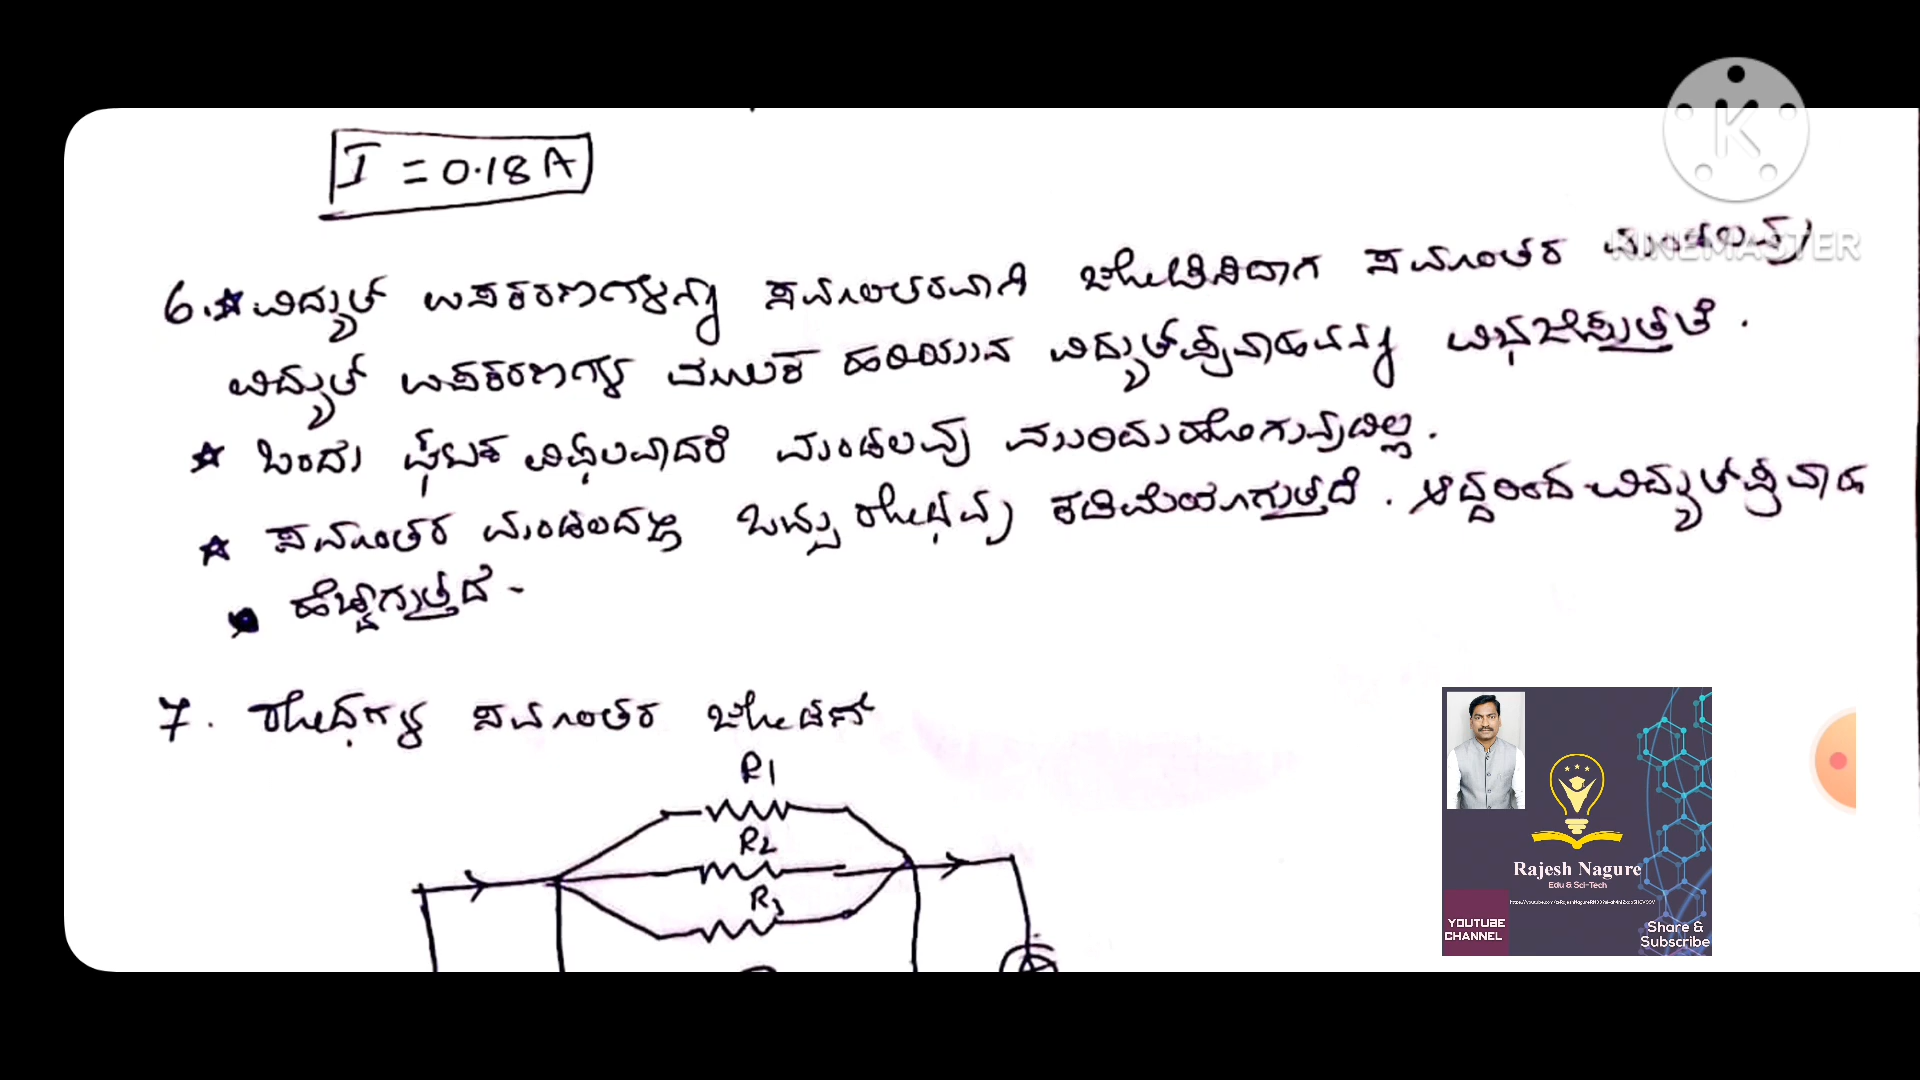 I = 0.18 A
KINEMASTER
6. ★ ವಿದ್ಯುತ್ ಉಪಕರಣಗಳನ್ನು ಸಮಾಂತರವಾಗಿ ಜೋಡಿಸಿದಾಗ ಸಮಾಂತರ ಮಂಡಲವು
ವಿದ್ಯುತ್ ಉಪಕರಣಗಳ ಮೂಲಕ ಹರಿಯುವ ವಿದ್ಯುತ್ ಪ್ರವಾಹವನ್ನು ವಿಭಜಿಸುತ್ತದೆ.
★ ಒಂದು ಘಟಕ ವಿಫಲವಾದರೆ ಮಂಡಲವು ಮುರಿದುಹೋಗುವುದಿಲ್ಲ.
★ ಸಮಾಂತರ ಮಂಡಲದಲ್ಲಿ ಒಟ್ಟು ರೋಧವು ಕಡಿಮೆಯಾಗುತ್ತದೆ. ಆದ್ದರಿಂದ ವಿದ್ಯುತ್ ಪ್ರವಾಹ
ಹೆಚ್ಚಾಗುತ್ತದೆ.
7. ರೋಧಗಳ ಸಮಾಂತರ ಜೋಡಣೆ
R1
R2
R3
A
Rajesh Nagure
Edu & Sci-Tech
YOUTUBE
CHANNEL
Share &
Subscribe